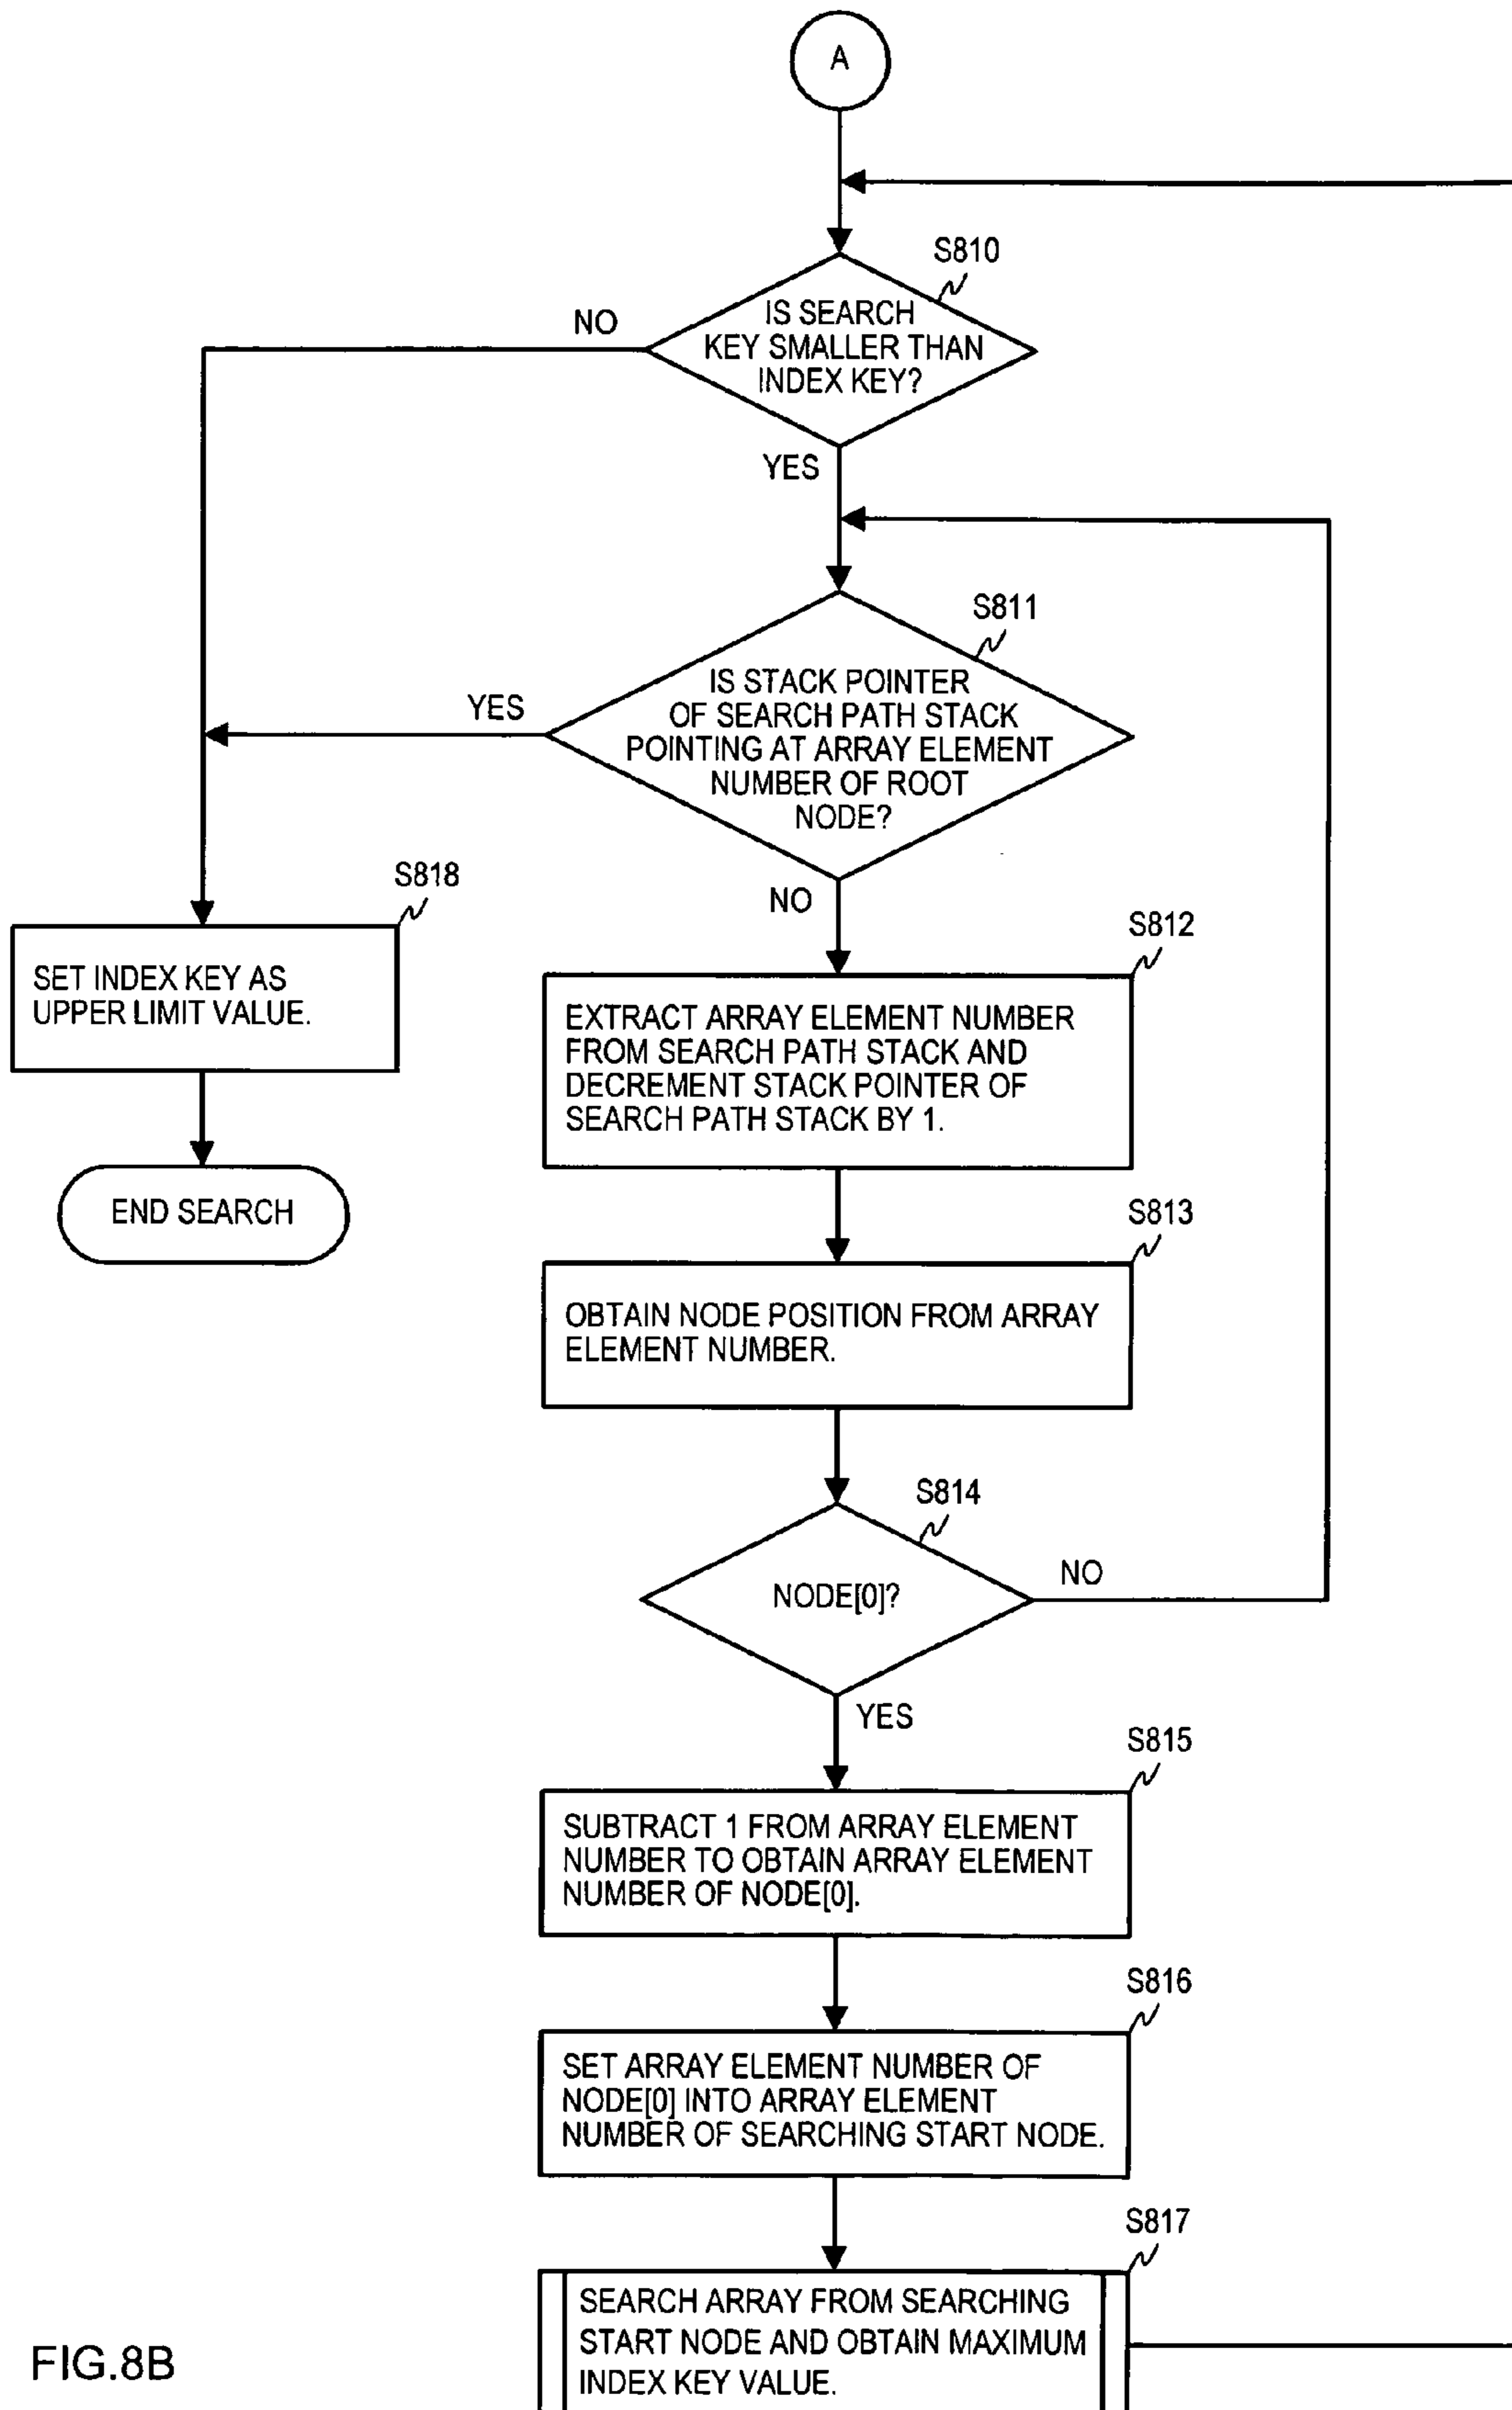 A
S810
NO
IS SEARCH
KEY SMALLER THAN
INDEX KEY?
YES
S811
YES
IS STACK POINTER
OF SEARCH PATH STACK
POINTING AT ARRAY ELEMENT
NUMBER OF ROOT
NODE?
NO
S818
SET INDEX KEY AS
UPPER LIMIT VALUE.
END SEARCH
S812
EXTRACT ARRAY ELEMENT NUMBER
FROM SEARCH PATH STACK AND
DECREMENT STACK POINTER OF
SEARCH PATH STACK BY 1.
S813
OBTAIN NODE POSITION FROM ARRAY
ELEMENT NUMBER.
S814
NODE[0]?
NO
YES
S815
SUBTRACT 1 FROM ARRAY ELEMENT
NUMBER TO OBTAIN ARRAY ELEMENT
NUMBER OF NODE[0].
S816
SET ARRAY ELEMENT NUMBER OF
NODE[0] INTO ARRAY ELEMENT
NUMBER OF SEARCHING START NODE.
S817
SEARCH ARRAY FROM SEARCHING
START NODE AND OBTAIN MAXIMUM
INDEX KEY VALUE.
FIG.8B